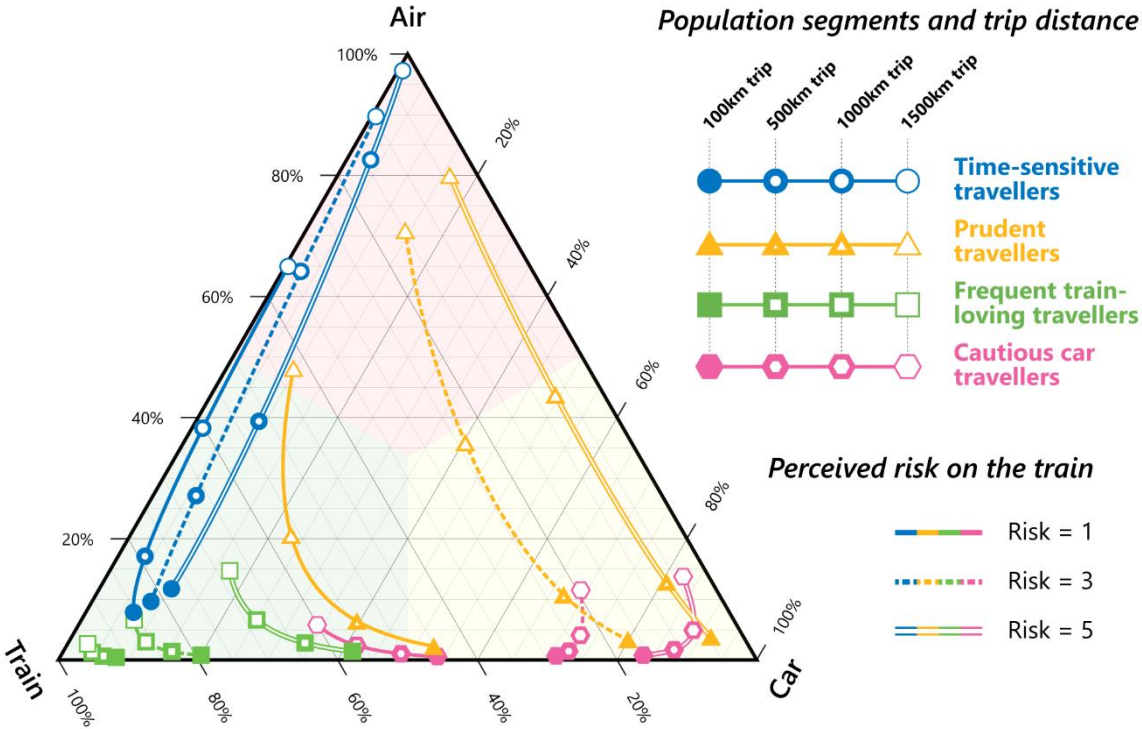 Air
100%
80%
60%
40%
20%
20%
40%
60%
80%
100%
Train
100%
80%
60%
40%
20%
Car
Population segments and trip distance
100km trip
500km trip
1000km trip
1500km trip
Time-sensitive
travellers
Prudent
travellers
Frequent train-
loving travellers
Cautious car
travellers
Perceived risk on the train
Risk = 1
Risk = 3
Risk = 5